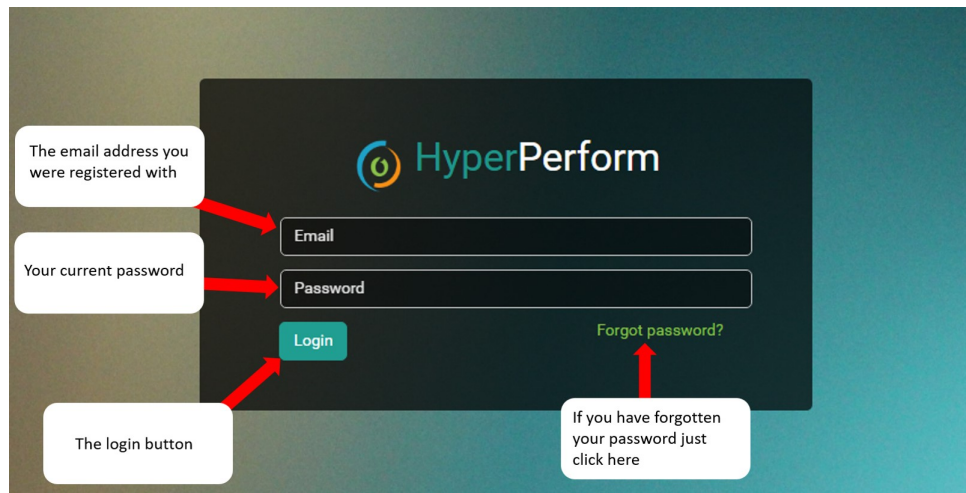 HyperPerform
The email address you
were registered with
Email
Your current password
Password
Login
Forgot password?
The login button
If you have forgotten
your password just
click here